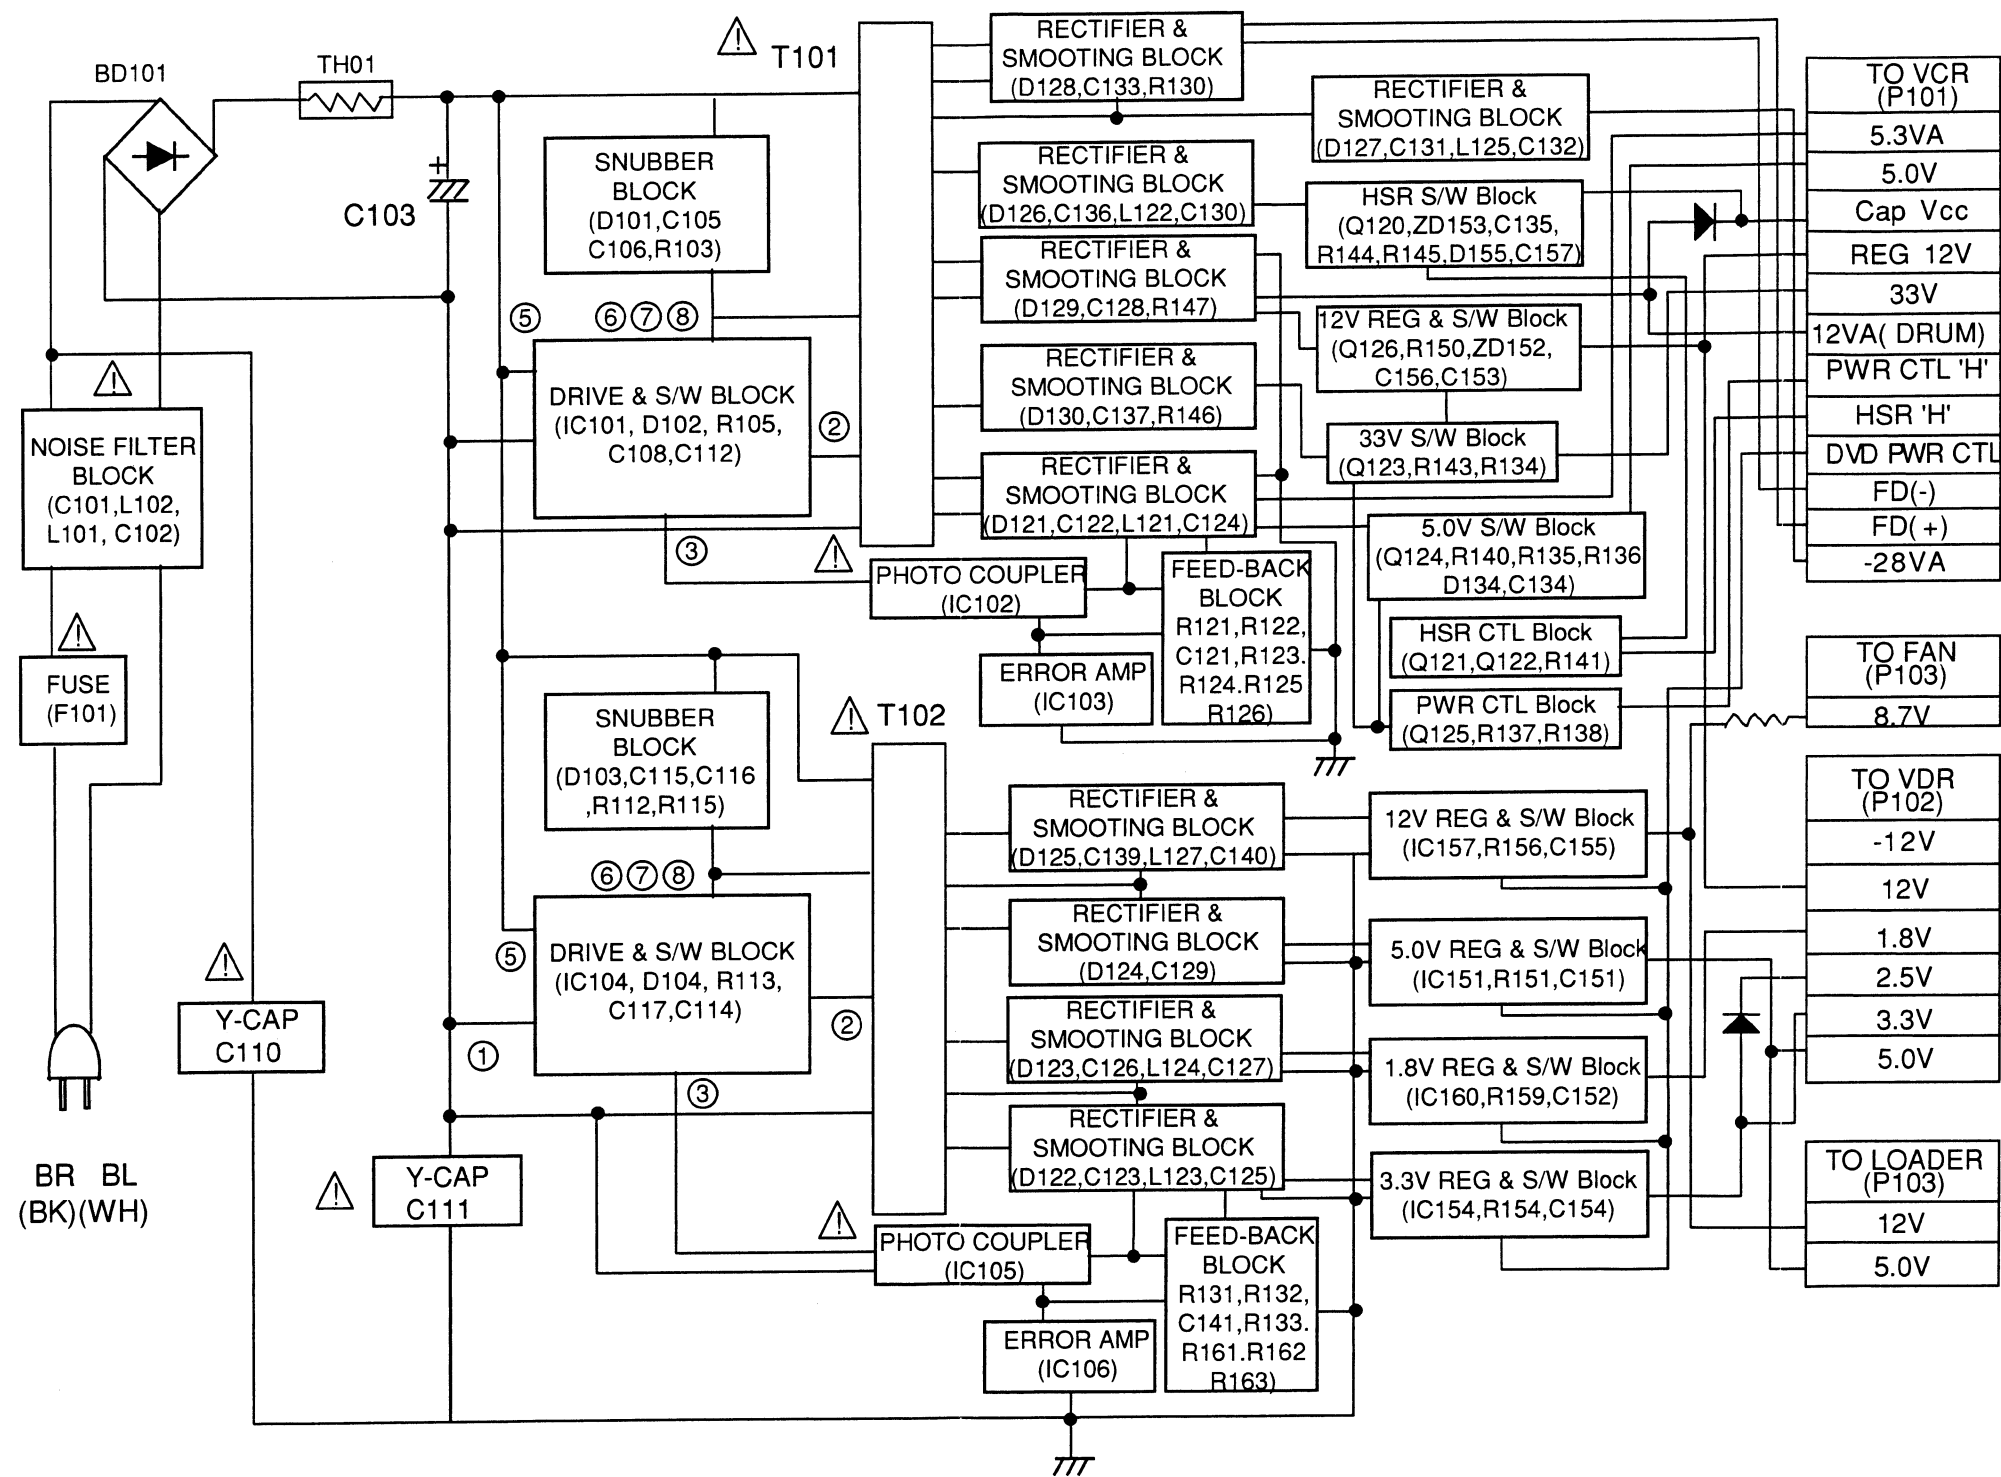 BD101
TH01
+
C103
NOISE FILTER
BLOCK
(C101,L102,
L101, C102)
FUSE
(F101)
BR BL
(BK)(WH)
Y-CAP
C110
Y-CAP
C111
SNUBBER
BLOCK
(D101,C105
C106,R103)
⑤
⑥⑦⑧
DRIVE & S/W BLOCK
(IC101, D102, R105,
C108,C112)
②
③
T101
SNUBBER
BLOCK
(D103,C115,C116
,R112,R115)
⑥⑦⑧
⑤
DRIVE & S/W BLOCK
(IC104, D104, R113,
C117,C114)
①
②
③
T102
RECTIFIER &
SMOOTING BLOCK
(D128,C133,R130)
RECTIFIER &
SMOOTING BLOCK
(D127,C131,L125,C132)
RECTIFIER &
SMOOTING BLOCK
(D126,C136,L122,C130)
HSR S/W Block
(Q120,ZD153,C135,
R144,R145,D155,C157)
RECTIFIER &
SMOOTING BLOCK
(D129,C128,R147)
12V REG & S/W Block
(Q126,R150,ZD152,
C156,C153)
RECTIFIER &
SMOOTING BLOCK
(D130,C137,R146)
33V S/W Block
(Q123,R143,R134)
RECTIFIER &
SMOOTING BLOCK
(D121,C122,L121,C124)
5.0V S/W Block
(Q124,R140,R135,R136
D134,C134)
PHOTO COUPLER
(IC102)
FEED-BACK
BLOCK
R121,R122,
C121,R123.
R124.R125
R126)
ERROR AMP
(IC103)
HSR CTL Block
(Q121,Q122,R141)
PWR CTL Block
(Q125,R137,R138)
RECTIFIER &
SMOOTING BLOCK
(D125,C139,L127,C140)
12V REG & S/W Block
(IC157,R156,C155)
RECTIFIER &
SMOOTING BLOCK
(D124,C129)
5.0V REG & S/W Block
(IC151,R151,C151)
RECTIFIER &
SMOOTING BLOCK
(D123,C126,L124,C127)
1.8V REG & S/W Block
(IC160,R159,C152)
RECTIFIER &
SMOOTING BLOCK
(D122,C123,L123,C125)
3.3V REG & S/W Block
(IC154,R154,C154)
PHOTO COUPLER
(IC105)
FEED-BACK
BLOCK
R131,R132,
C141,R133.
R161.R162
R163)
ERROR AMP
(IC106)
TO VCR
(P101)
5.3VA
5.0V
Cap Vcc
REG 12V
33V
12VA( DRUM)
PWR CTL 'H'
HSR 'H'
DVD PWR CTL
FD(-)
FD(+)
-28VA
TO FAN
(P103)
8.7V
TO VDR
(P102)
-12V
12V
1.8V
2.5V
3.3V
5.0V
TO LOADER
(P103)
12V
5.0V